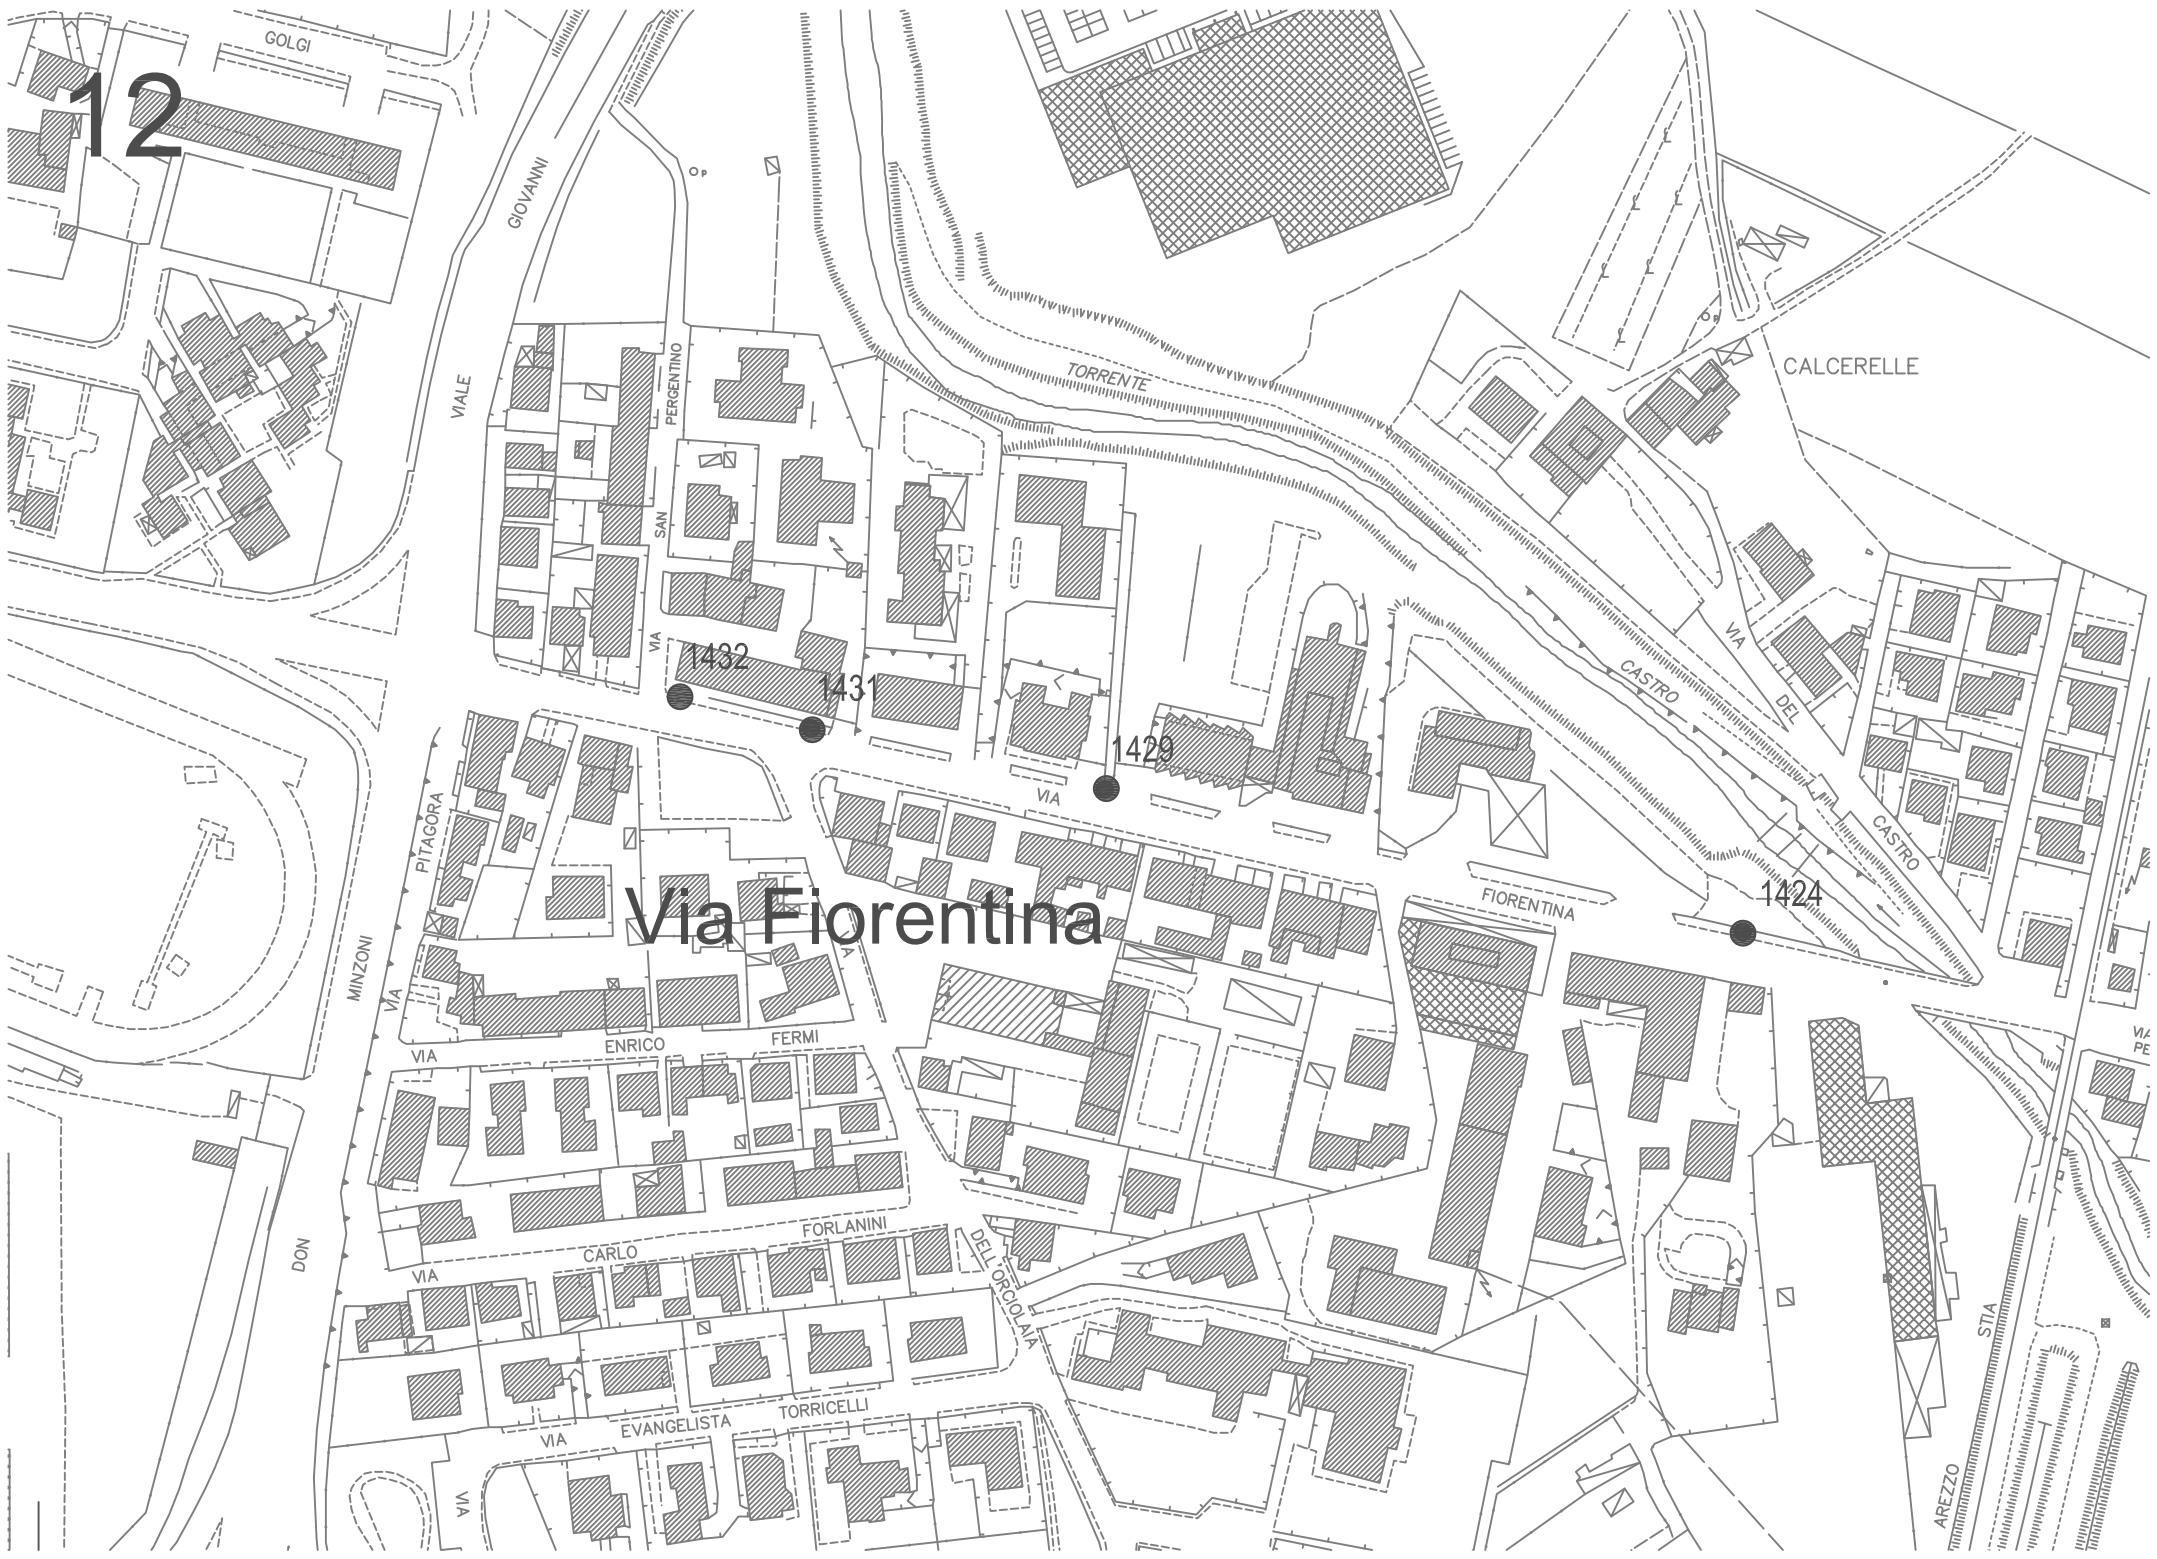 GOLGI
12
GIOVANNI
VIALE
PERGENTINO
SAN
VIA
TORRENTE
CALCERELLE
CASTRO
VIA
DEL
CASTRO
1432
1431
1429
1424
VIA
FIORENTINA
PITAGORA
VIA
MINZONI
DON
Via Fiorentina
VIA
ENRICO
FERMI
VIA
CARLO
FORLANINI
DELL'ORCIOLAIA
VIA
EVANGELISTA
TORRICELLI
VIA
VIA
PE
STIA
AREZZO